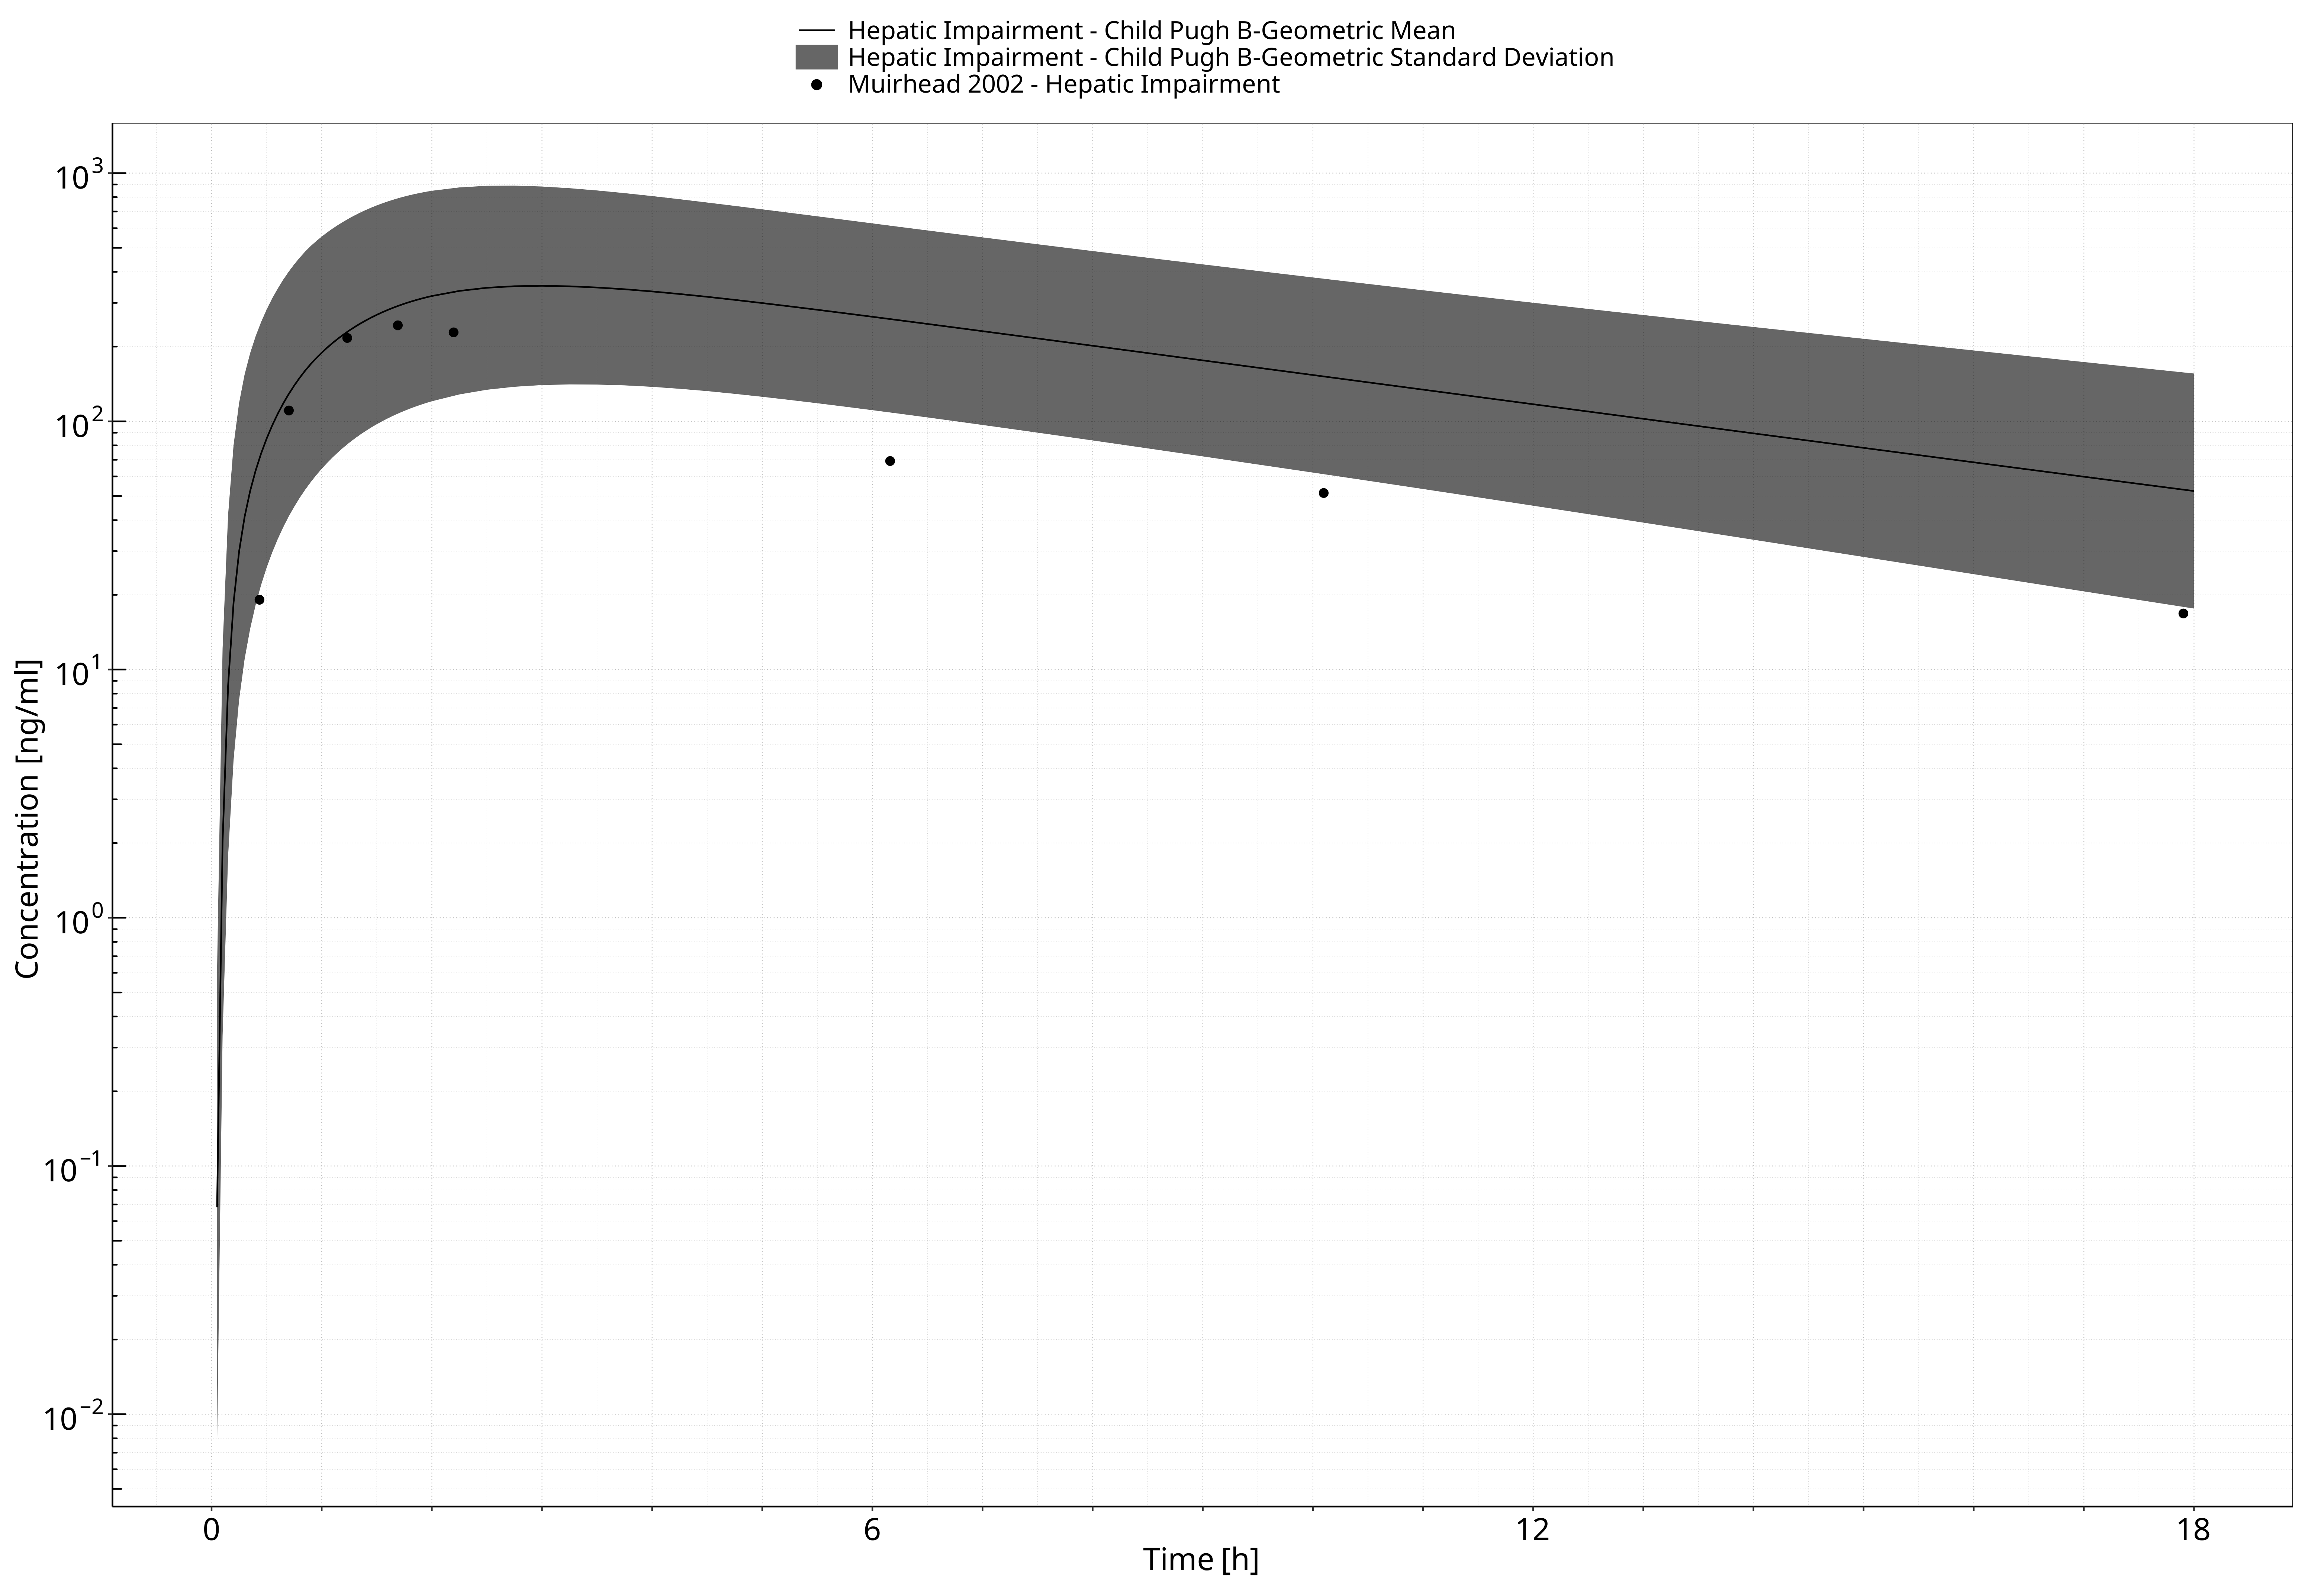 Hepatic Impairment - Child Pugh B-Geometric Mean
Hepatic Impairment - Child Pugh B-Geometric Standard Deviation
Muirhead 2002 - Hepatic Impairment
10³
10²
10¹
10⁰
10⁻¹
10⁻²
Concentration [ng/ml]
0 6 12 18
Time [h]